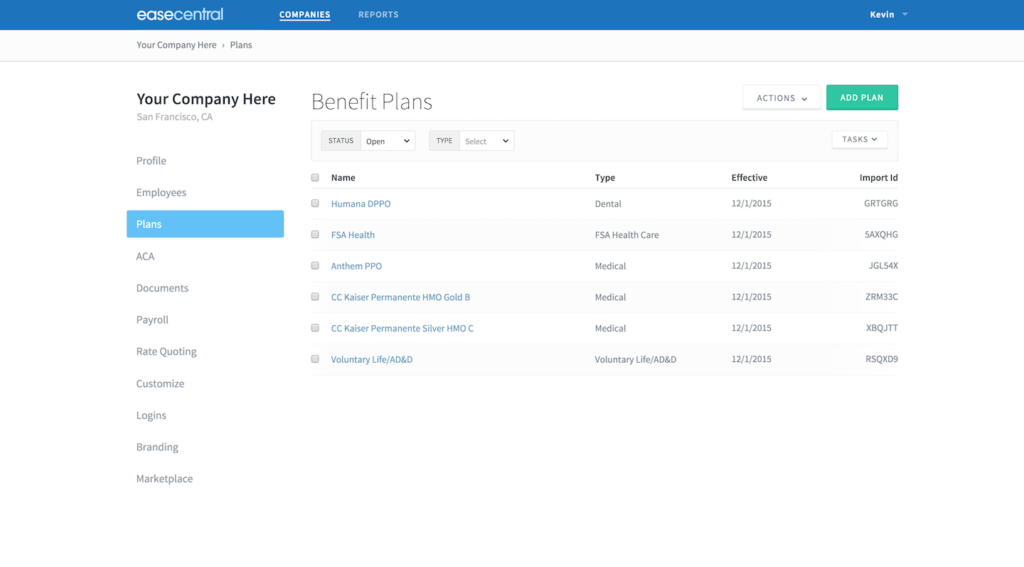 easecentral COMPANIES REPORTS Kevin
Your Company Here › Plans
Your Company Here
San Francisco, CA
Profile
Employees
Plans
ACA
Documents
Payroll
Rate Quoting
Customize
Logins
Branding
Marketplace
Benefit Plans ACTIONS ADD PLAN
STATUS Open TYPE Select TASKS
Name Type Effective Import Id
Humana DPPO Dental 12/1/2015 GRTGRG
FSA Health FSA Health Care 12/1/2015 5AXQHG
Anthem PPO Medical 12/1/2015 JGL54X
CC Kaiser Permanente HMO Gold B Medical 12/1/2015 ZRM33C
CC Kaiser Permanente Silver HMO C Medical 12/1/2015 XBQJTT
Voluntary Life/AD&D Voluntary Life/AD&D 12/1/2015 RSQXD9